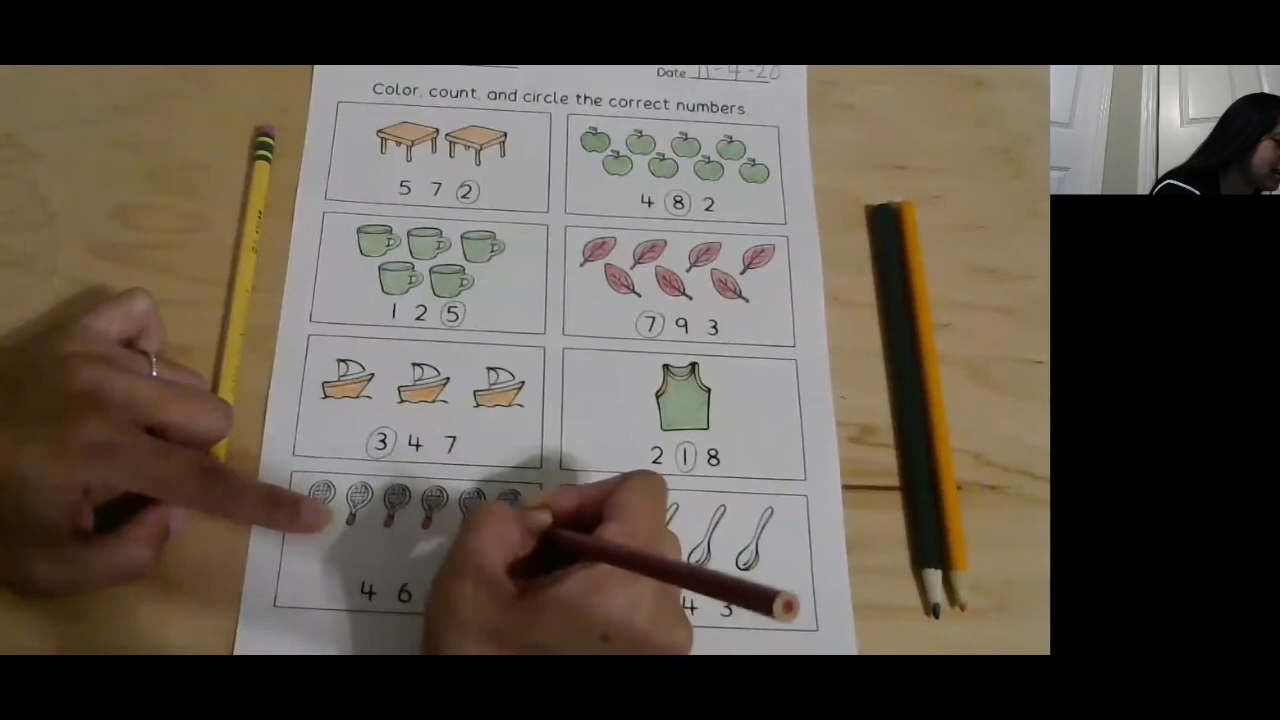 Date 11-4-20
Color, count, and circle the correct numbers.
5 7 2
4 8 2
1 2 5
7 9 3
3 4 7
2 1 8
4 6
4 3